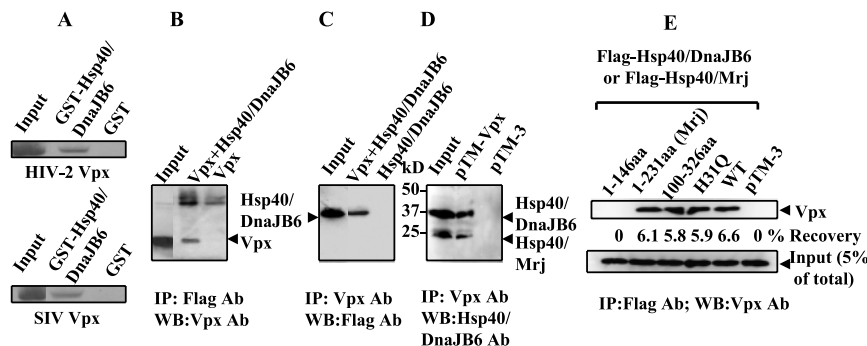 A
Input
GST-Hsp40/
DnaJB6
GST
HIV-2 Vpx
Input
GST-Hsp40/
DnaJB6
GST
SIV Vpx
B
Input
Vpx+Hsp40/DnaJB6
Vpx
Hsp40/
DnaJB6
Vpx
IP: Flag Ab
WB:Vpx Ab
C
Input
Vpx+Hsp40/DnaJB6
Hsp40/DnaJB6
IP: Vpx Ab
WB:Flag Ab
D
Input
pTM-Vpx
pTM-3
kD
50
37
25
Hsp40/
DnaJB6
Hsp40/
Mrj
IP: Vpx Ab
WB:Hsp40/
DnaJB6 Ab
E
Flag-Hsp40/DnaJB6
or Flag-Hsp40/Mrj
1-146aa
1-231aa (Mrj)
100-326aa
H31Q
WT
pTM-3
Vpx
0 6.1 5.8 5.9 6.6 0 % Recovery
Input (5%
of total)
IP:Flag Ab; WB:Vpx Ab